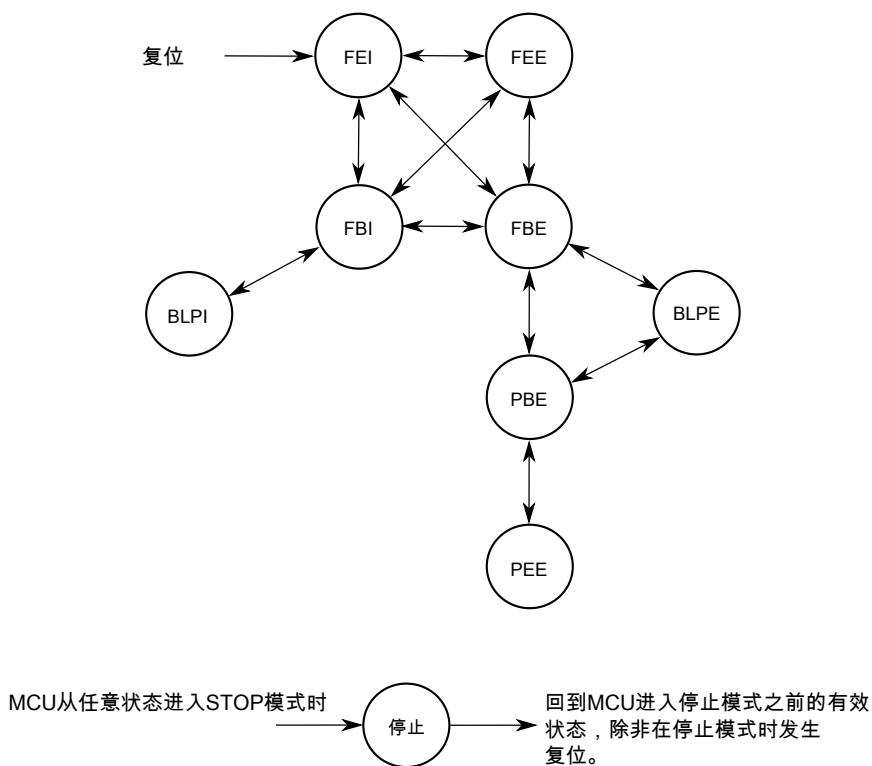 复位
FEI
FEE
FBI
FBE
BLPI
BLPE
PBE
PEE
MCU从任意状态进入STOP模式时
停止
回到MCU进入停止模式之前的有效
状态，除非在停止模式时发生
复位。